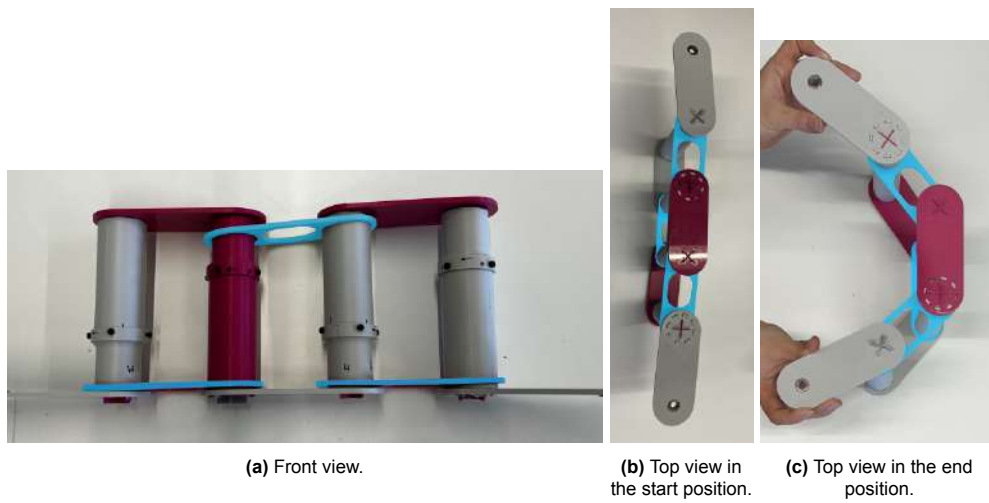 (a) Front view.
(b) Top view in
the start position.
(c) Top view in the end
position.